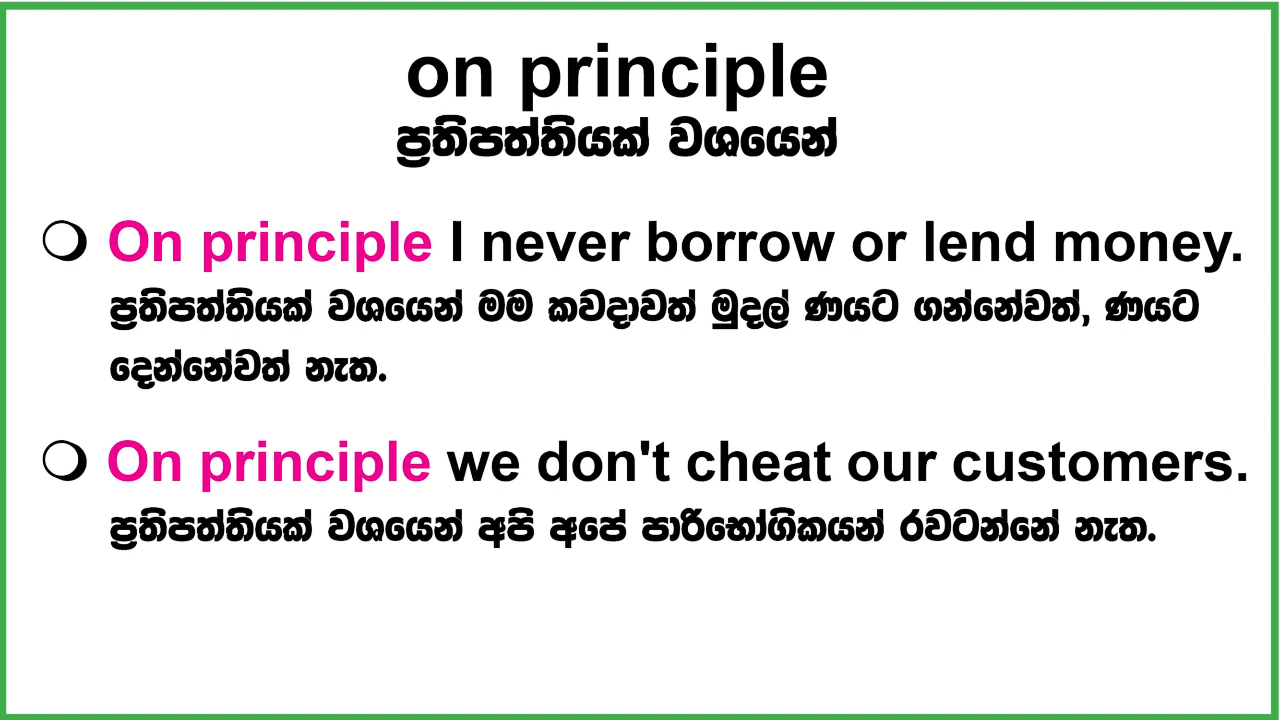 on principle
ප්‍රතිපත්තියක් වශයෙන්
On principle I never borrow or lend money.
ප්‍රතිපත්තියක් වශයෙන් මම කවදාවත් මුදල් ණයට ගන්නේවත්, ණයට
දෙන්නේවත් නැත.
On principle we don't cheat our customers.
ප්‍රතිපත්තියක් වශයෙන් අපි අපේ පාරිභෝගිකයන් රවටන්නේ නැත.